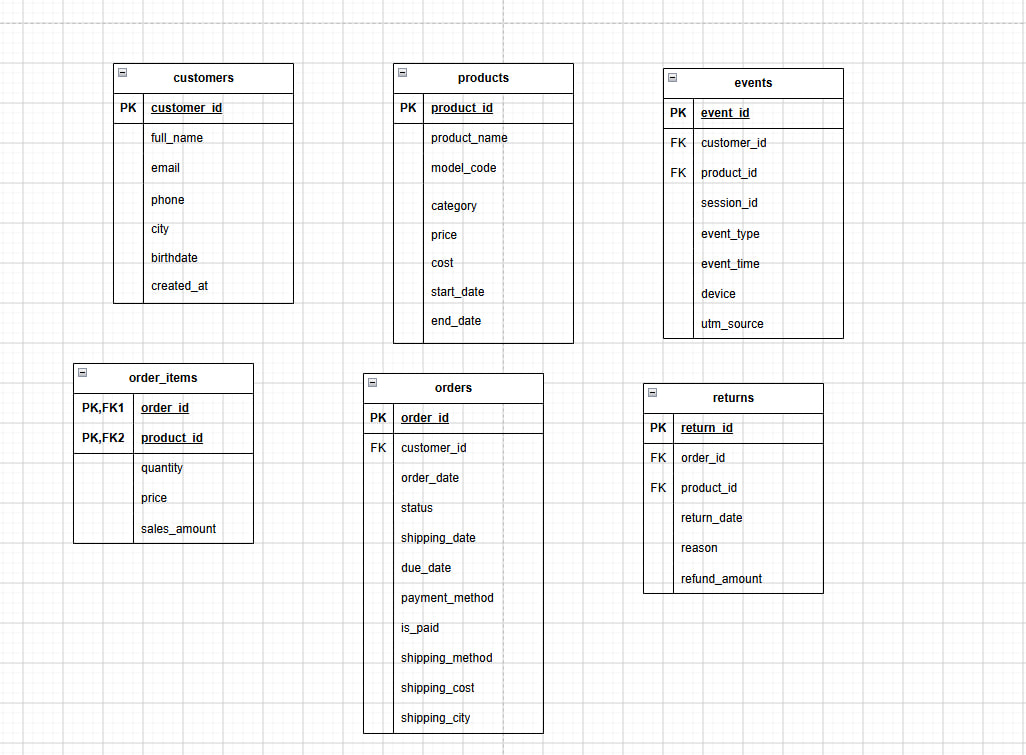 customers
PK customer_id
full_name
email
phone
city
birthdate
created_at
products
PK product_id
product_name
model_code
category
price
cost
start_date
end_date
events
PK event_id
FK customer_id
FK product_id
session_id
event_type
event_time
device
utm_source
order_items
PK,FK1 order_id
PK,FK2 product_id
quantity
price
sales_amount
orders
PK order_id
FK customer_id
order_date
status
shipping_date
due_date
payment_method
is_paid
shipping_method
shipping_cost
shipping_city
returns
PK return_id
FK order_id
FK product_id
return_date
reason
refund_amount